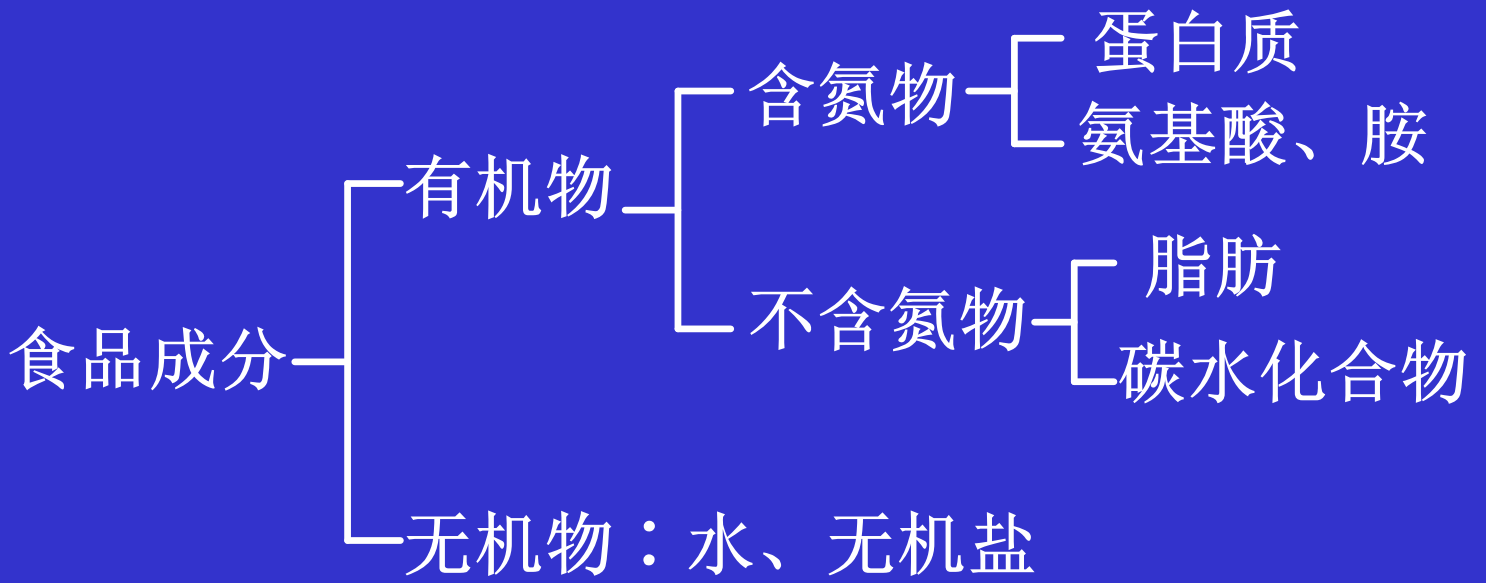 蛋白质
含氮物
氨基酸、胺
有机物
脂肪
不含氮物
食品成分
碳水化合物
无机物：水、无机盐